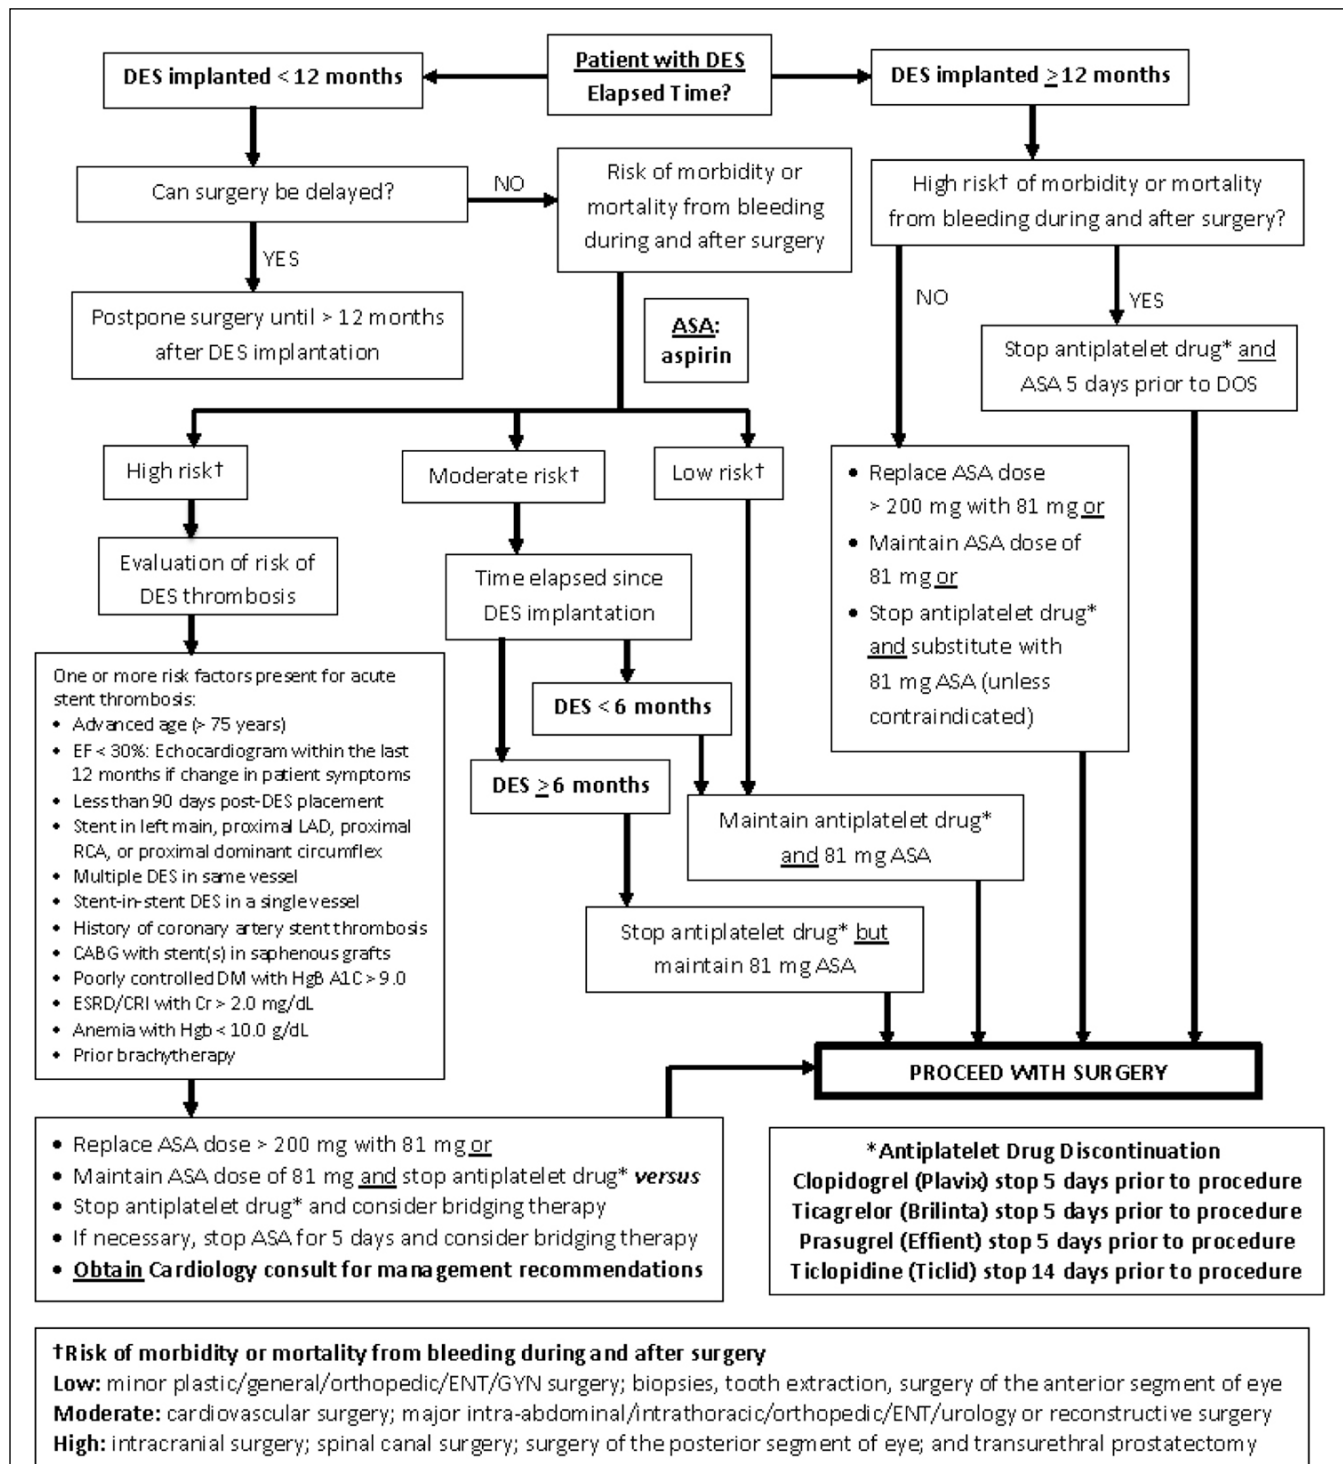 Patient with DES
Elapsed Time?
DES implanted < 12 months
DES implanted ≥ 12 months
Can surgery be delayed?
NO
YES
Postpone surgery until > 12 months
after DES implantation
Risk of morbidity or
mortality from bleeding
during and after surgery
ASA:
aspirin
High risk† of morbidity or mortality
from bleeding during and after surgery?
NO
YES
Stop antiplatelet drug* and
ASA 5 days prior to DOS
• Replace ASA dose
> 200 mg with 81 mg or
• Maintain ASA dose of
81 mg or
• Stop antiplatelet drug*
and substitute with
81 mg ASA (unless
contraindicated)
High risk†
Moderate risk†
Low risk†
Evaluation of risk of
DES thrombosis
Time elapsed since
DES implantation
DES < 6 months
DES ≥ 6 months
Maintain antiplatelet drug*
and 81 mg ASA
Stop antiplatelet drug* but
maintain 81 mg ASA
One or more risk factors present for acute
stent thrombosis:
• Advanced age (> 75 years)
• EF < 30%: Echocardiogram within the last
12 months if change in patient symptoms
• Less than 90 days post-DES placement
• Stent in left main, proximal LAD, proximal
RCA, or proximal dominant circumflex
• Multiple DES in same vessel
• Stent-in-stent DES in a single vessel
• History of coronary artery stent thrombosis
• CABG with stent(s) in saphenous grafts
• Poorly controlled DM with HgB A1C > 9.0
• ESRD/CRI with Cr > 2.0 mg/dL
• Anemia with Hgb < 10.0 g/dL
• Prior brachytherapy
PROCEED WITH SURGERY
• Replace ASA dose > 200 mg with 81 mg or
• Maintain ASA dose of 81 mg and stop antiplatelet drug* versus
• Stop antiplatelet drug* and consider bridging therapy
• If necessary, stop ASA for 5 days and consider bridging therapy
• Obtain Cardiology consult for management recommendations
*Antiplatelet Drug Discontinuation
Clopidogrel (Plavix) stop 5 days prior to procedure
Ticagrelor (Brilinta) stop 5 days prior to procedure
Prasugrel (Effient) stop 5 days prior to procedure
Ticlopidine (Ticlid) stop 14 days prior to procedure
†Risk of morbidity or mortality from bleeding during and after surgery
Low: minor plastic/general/orthopedic/ENT/GYN surgery; biopsies, tooth extraction, surgery of the anterior segment of eye
Moderate: cardiovascular surgery; major intra-abdominal/intrathoracic/orthopedic/ENT/urology or reconstructive surgery
High: intracranial surgery; spinal canal surgery; surgery of the posterior segment of eye; and transurethral prostatectomy